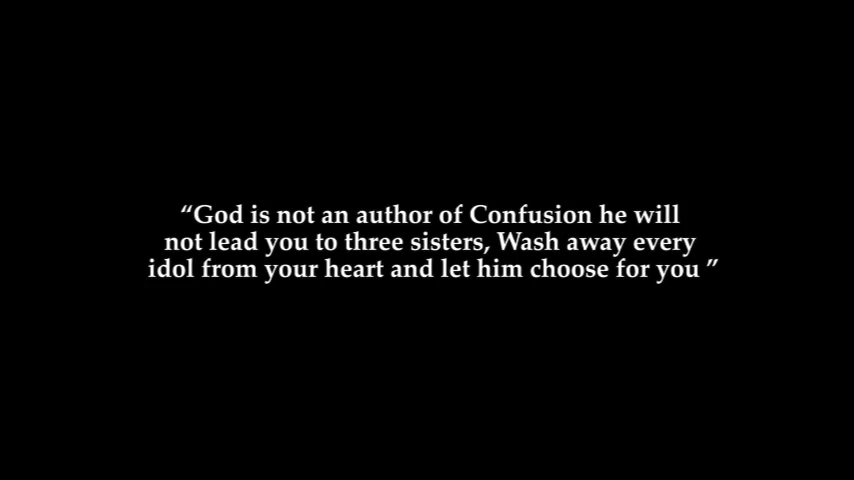 “God is not an author of Confusion he will
not lead you to three sisters, Wash away every
idol from your heart and let him choose for you ”